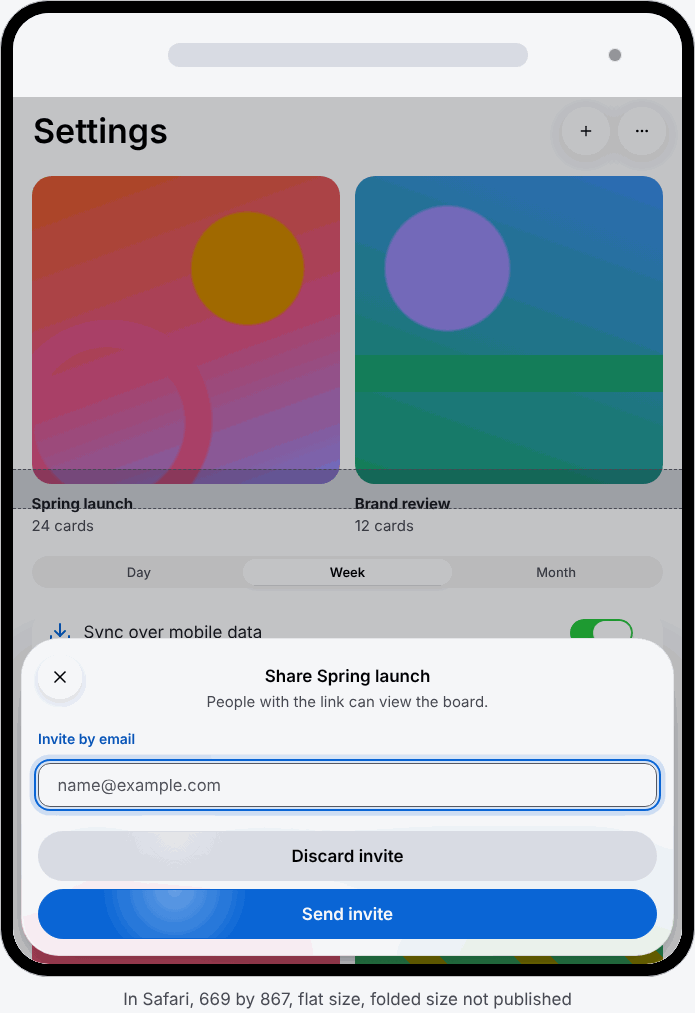 Settings
Spring launch
Brand review
24 cards
12 cards
Day
Week
Month
Sync over mobile data
Share Spring launch
People with the link can view the board.
Invite by email
name@example.com
Discard invite
Send invite
In Safari, 669 by 867, flat size, folded size not published